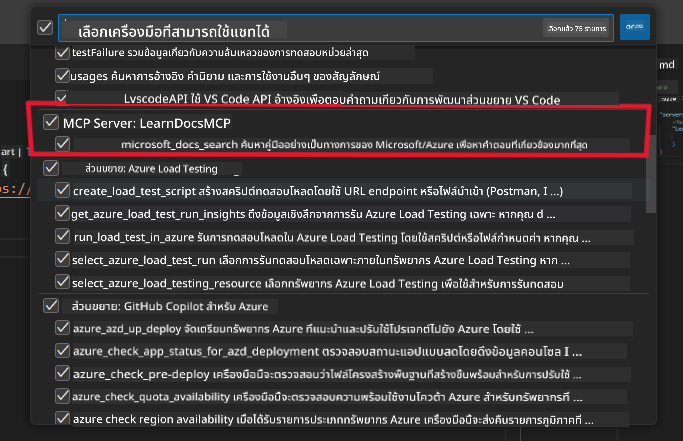 เลือกเครื่องมือที่สามารถใช้แชทได้
เลือกแล้ว 76 รายการ
ตกลง
testFailure รวมข้อมูลเกี่ยวกับความล้มเหลวของการทดสอบหน่วยล่าสุด
usages ค้นหาการอ้างอิง คำนิยาม และการใช้งานอื่นๆ ของสัญลักษณ์
LvscodeAPI ใช้ VS Code API อ้างอิงเพื่อตอบคำถามเกี่ยวกับการพัฒนาส่วนขยาย VS Code
MCP Server: LearnDocsMCP
microsoft_docs_search ค้นหาคู่มืออย่างเป็นทางการของ Microsoft/Azure เพื่อหาคำตอบที่เกี่ยวข้องมากที่สุด
ส่วนขยาย: Azure Load Testing
create_load_test_script สร้างสคริปต์ทดสอบโหลดโดยใช้ URL endpoint หรือไฟล์นำเข้า (Postman, I ...)
get_azure_load_test_run_insights ดึงข้อมูลเชิงลึกจากการรัน Azure Load Testing เฉพาะ หากคุณ d ...
run_load_test_in_azure รันการทดสอบโหลดใน Azure Load Testing โดยใช้สคริปต์หรือไฟล์กำหนดค่า หากคุณ ...
select_azure_load_test_run เลือกการรันทดสอบโหลดเฉพาะภายในทรัพยากร Azure Load Testing หาก ...
select_azure_load_testing_resource เลือกทรัพยากร Azure Load Testing เพื่อใช้สำหรับการรันทดสอบ
ส่วนขยาย: GitHub Copilot สำหรับ Azure
azure_azd_up_deploy จัดเตรียมทรัพยากร Azure ที่แนะนำและปรับใช้โปรเจกต์ไปยัง Azure โดยใช้ ...
azure_check_app_status_for_azd_deployment ตรวจสอบสถานะแอปแบบสดโดยดึงข้อมูลคอนโซล I ...
azure_check_pre-deploy เครื่องมือนี้จะตรวจสอบว่าไฟล์โครงสร้างพื้นฐานที่สร้างขึ้นพร้อมสำหรับการปรับใช้ ...
azure_check_quota_availability เครื่องมือนี้จะตรวจสอบความพร้อมใช้งานโควต้า Azure สำหรับทรัพยากรที่ ...
azure check region availability เมื่อได้รับรายการประเภททรัพยากร Azure เครื่องมือนี้จะส่งคืนรายการภูมิภาคที่ ...
md
art |
{